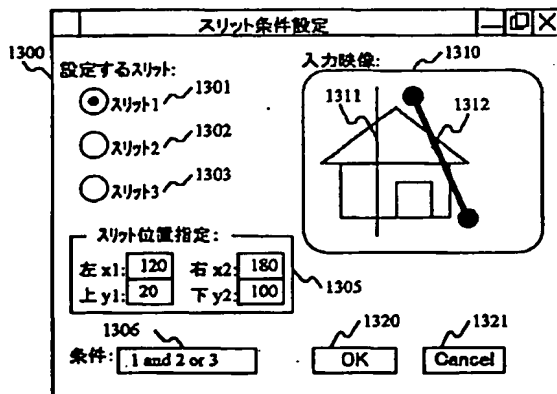 スリット条件設定
1300
設定するスリット:
スリット1
1301
スリット2
1302
スリット3
1303
入力映像:
1310
1311
1312
スリット位置指定:
左 x1: 120 右 x2: 180
上 y1: 20 下 y2: 100
1305
1306
条件: 1 and 2 or 3
1320
OK
1321
Cancel